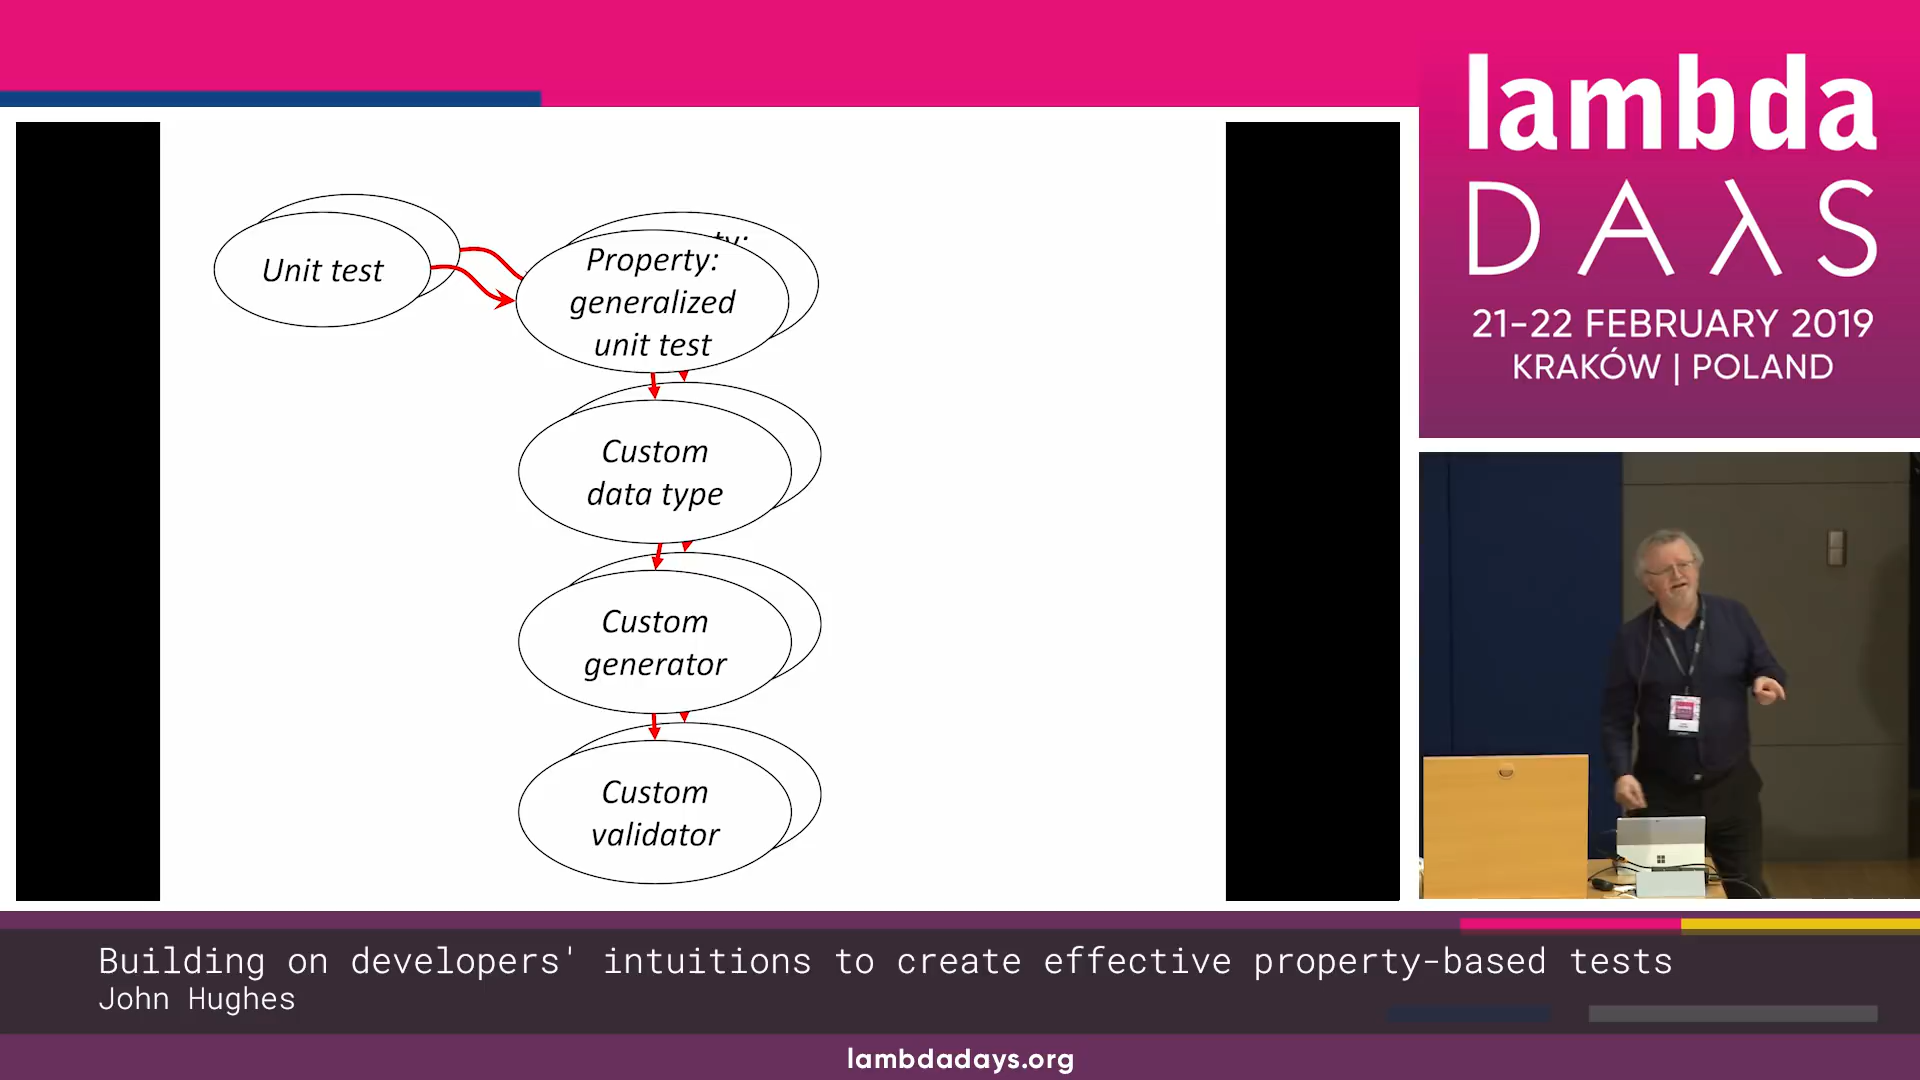 Unit test
ty:
Property:
generalized
unit test
Custom
data type
Custom
generator
Custom
validator
lambda
DAλS
21-22 FEBRUARY 2019
KRAKÓW | POLAND
Building on developers' intuitions to create effective property-based tests
John Hughes
lambdadays.org